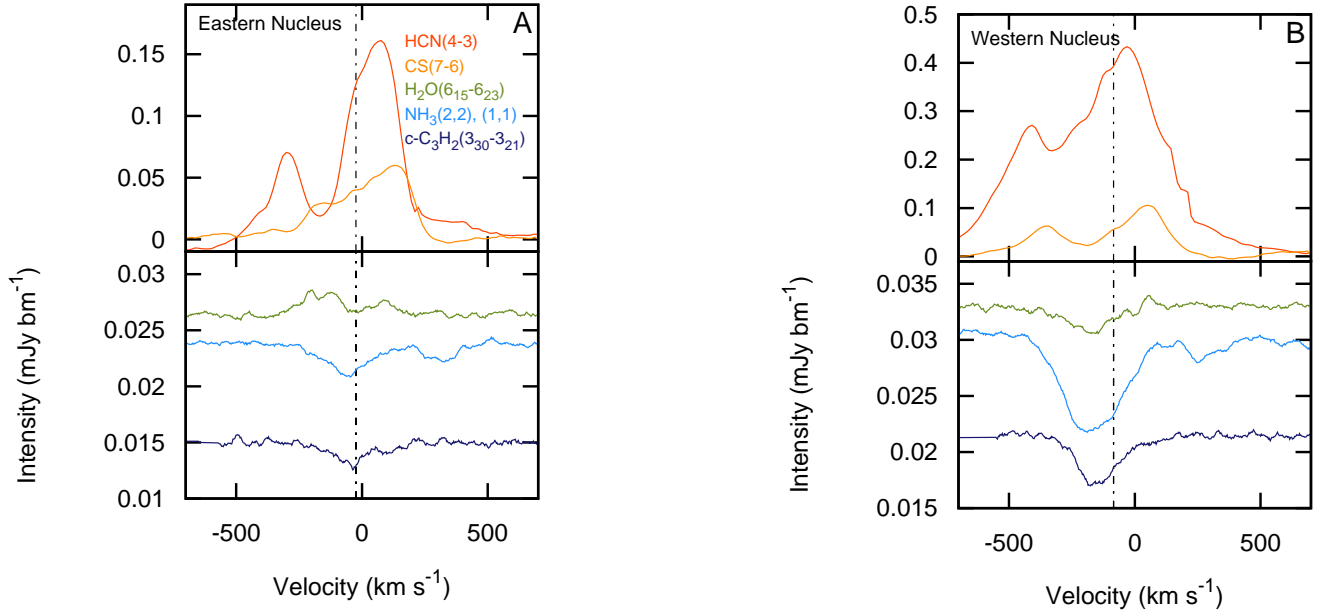 Eastern Nucleus
A
HCN(4-3)
CS(7-6)
H₂O(6₁₅-6₂₃)
NH₃(2,2), (1,1)
c-C₃H₂(3₃₀-3₂₁)
0.15
0.1
0.05
0
0.03
0.025
0.02
0.015
0.01
Intensity (mJy bm⁻¹)
-500
0
500
Velocity (km s⁻¹)
Western Nucleus
B
0.5
0.4
0.3
0.2
0.1
0
0.035
0.03
0.025
0.02
0.015
Intensity (mJy bm⁻¹)
-500
0
500
Velocity (km s⁻¹)